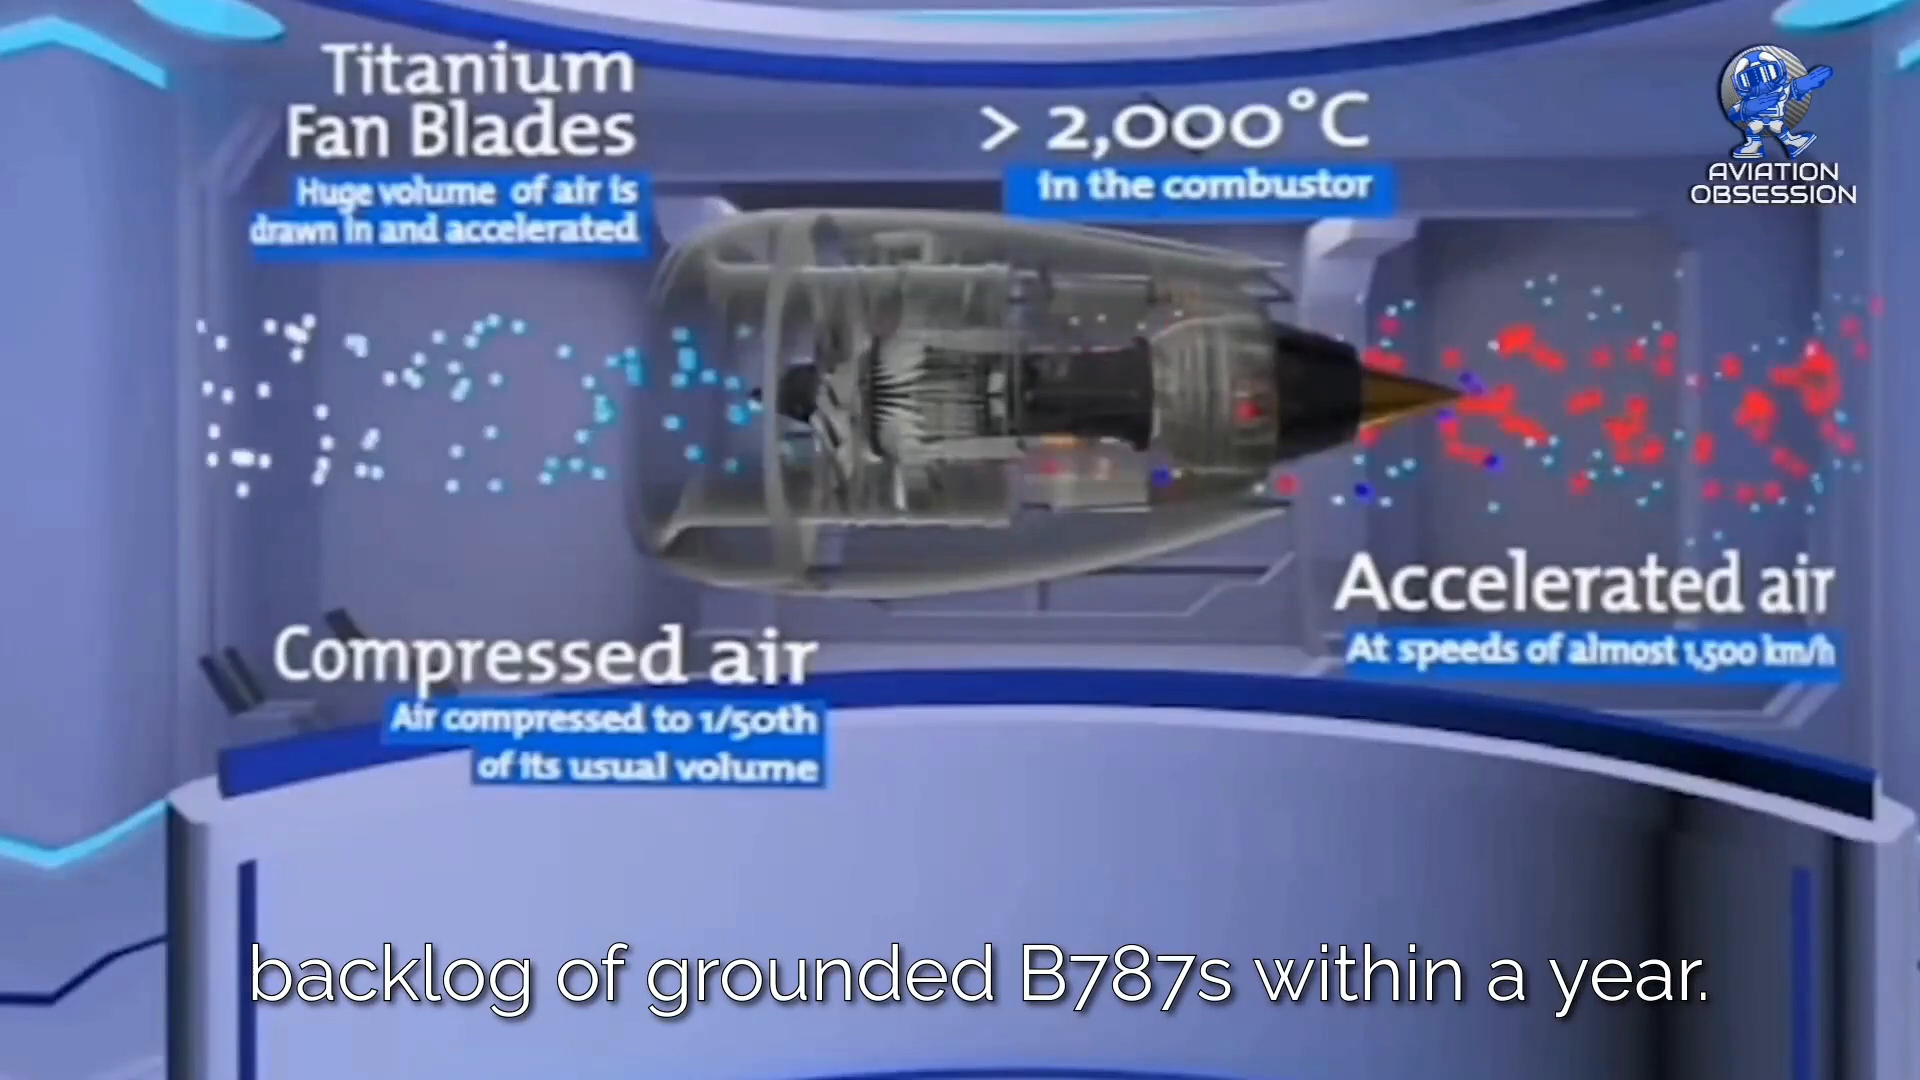 Titanium
Fan Blades
Huge volume of air is
drawn in and accelerated
> 2,000°C
in the combustor
AVIATION
OBSESSION
Compressed air
Air compressed to 1/50th
of its usual volume
Accelerated air
At speeds of almost 1,500 km/h
backlog of grounded B787s within a year.